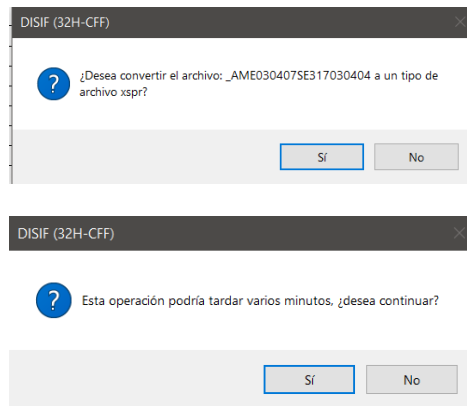 DISIF (32H-CFF)
¿Desea convertir el archivo: _AME030407SE317030404 a un tipo de
archivo xspr?
Sí No
DISIF (32H-CFF)
Esta operación podría tardar varios minutos, ¿desea continuar?
Sí No